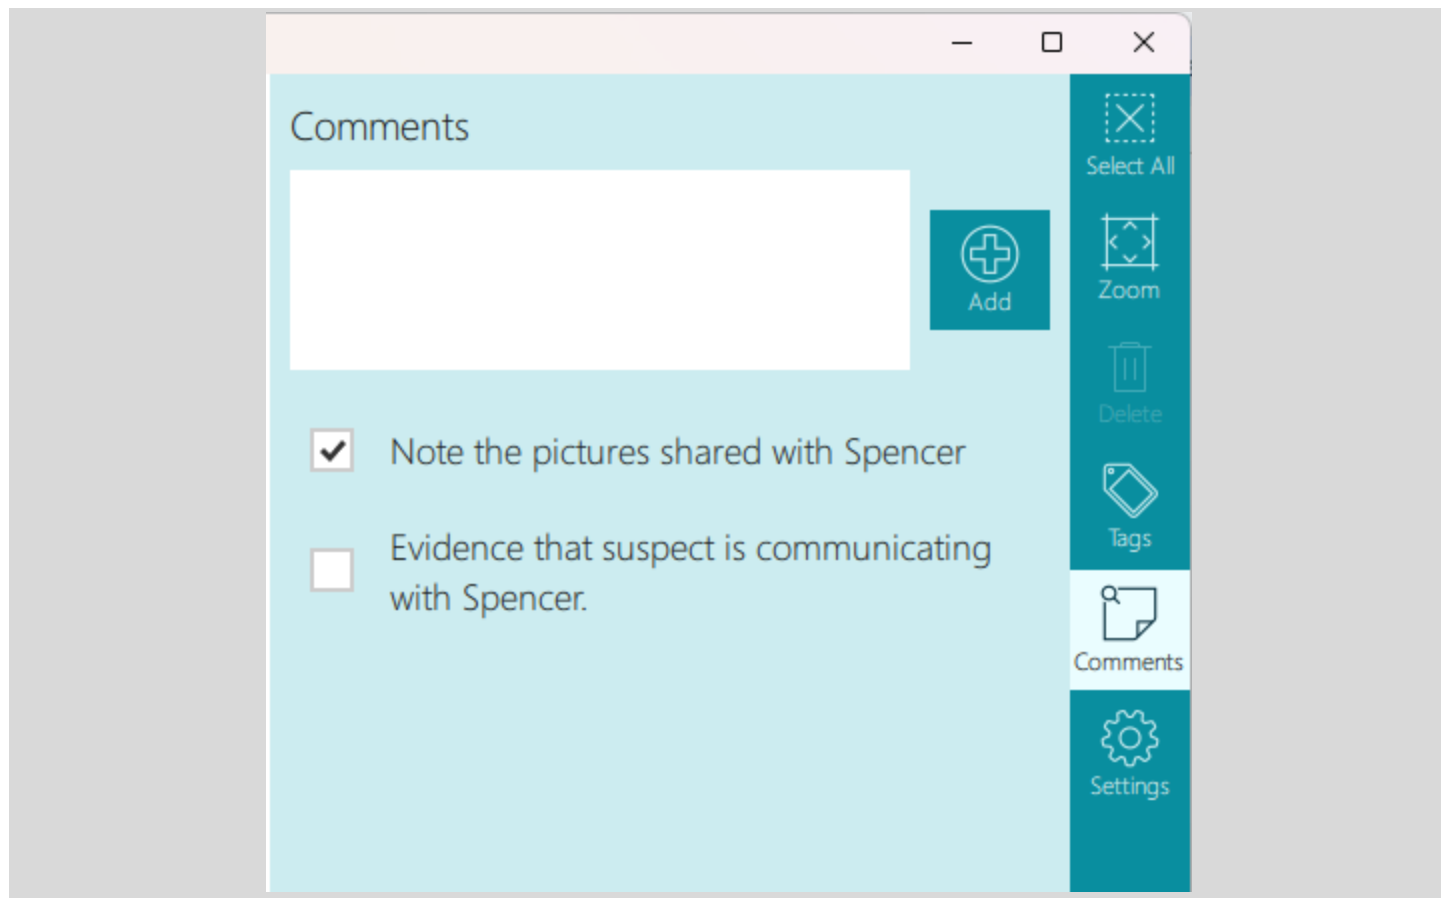 Comments
Add
Note the pictures shared with Spencer
Evidence that suspect is communicating
with Spencer.
Select All
Zoom
Delete
Tags
Comments
Settings